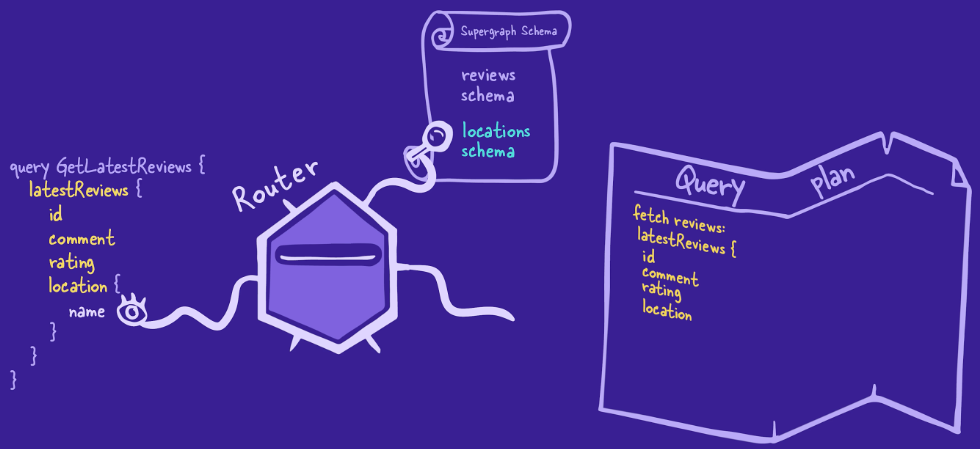 Supergraph Schema
reviews
schema
locations
schema
query GetLatestReviews {
latestReviews {
id
comment
rating
location {
name
}
}
}
Router
Query plan
fetch reviews:
latestReviews {
id
comment
rating
location